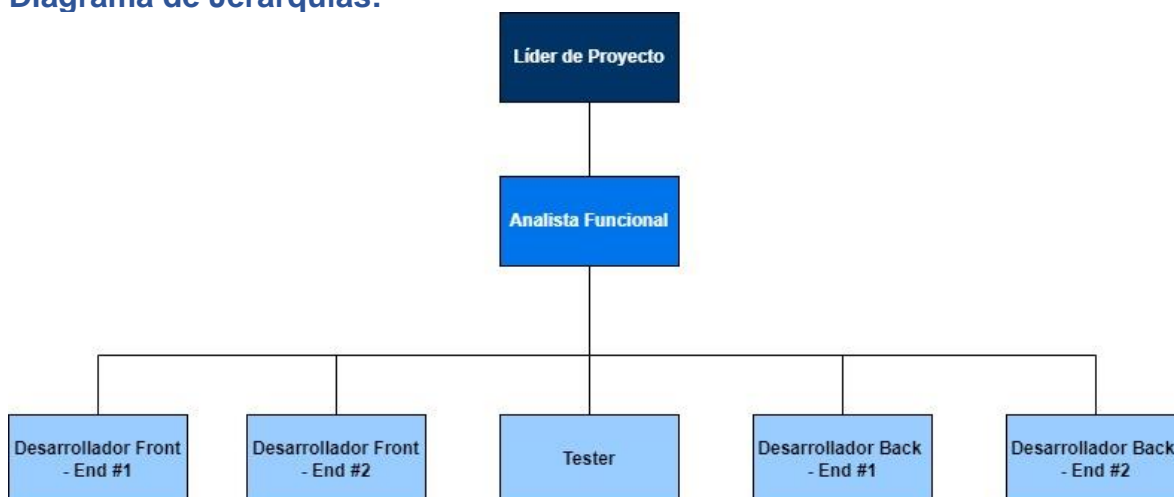 Diagrama de Jerarquías:
Líder de Proyecto
Analista Funcional
Desarrollador Front
- End #1
Desarrollador Front
- End #2
Tester
Desarrollador Back
- End #1
Desarrollador Back
- End #2